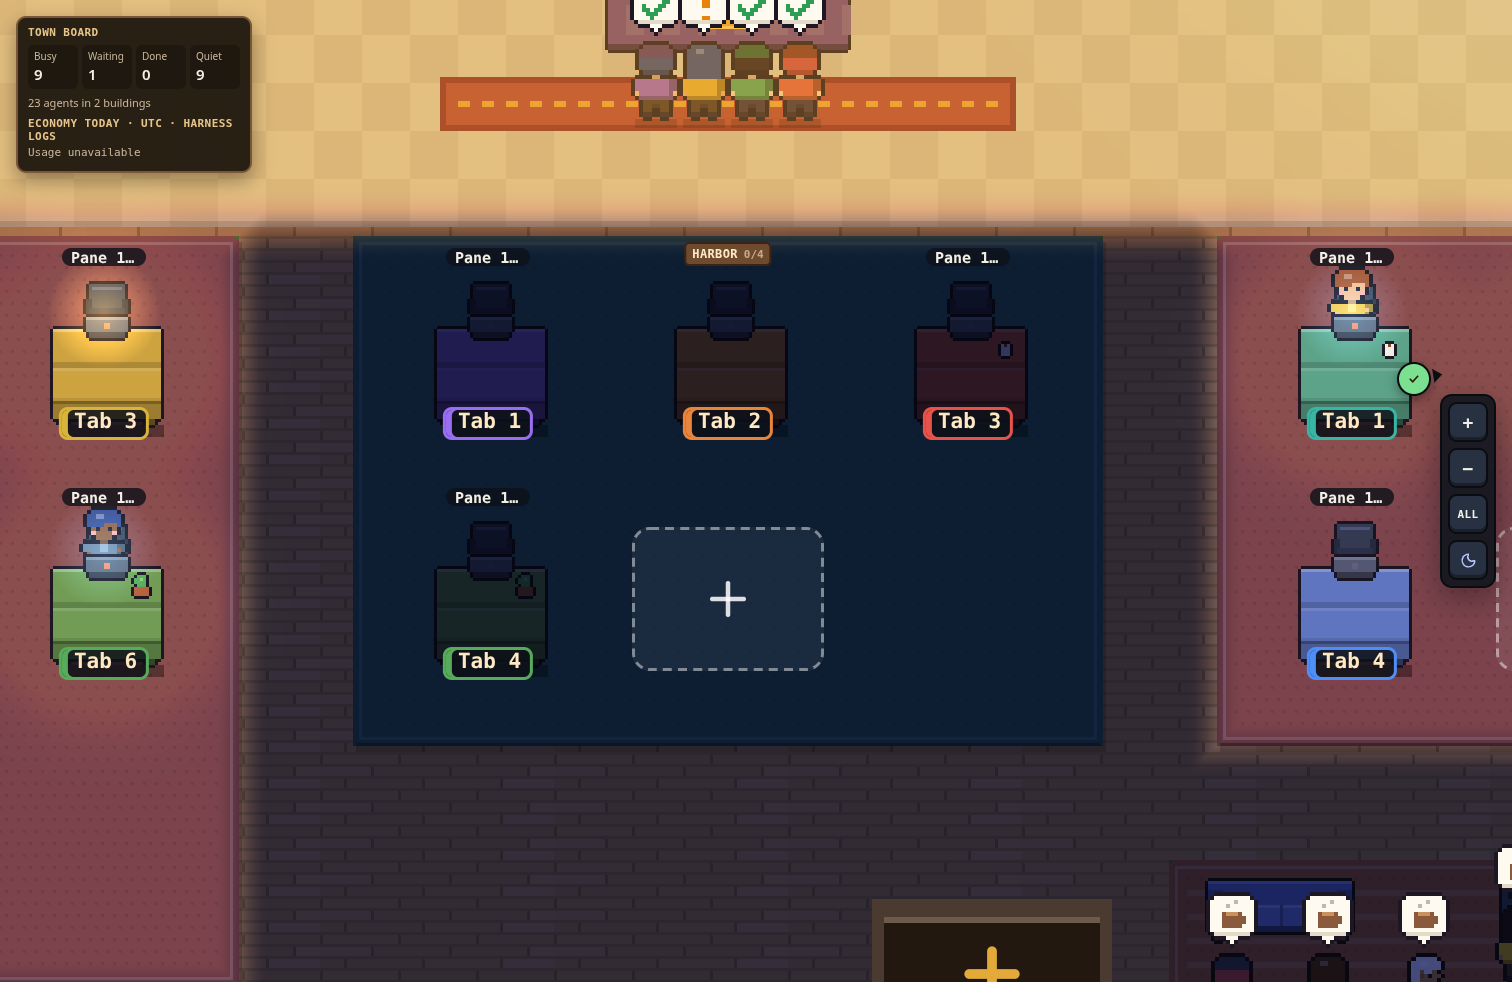 TOWN BOARD
Busy Waiting Done Quiet
9 1 0 9
23 agents in 2 buildings
ECONOMY TODAY · UTC · HARNESS
LOGS
Usage unavailable
HARBOR 0/4
Pane 1… Pane 1… Pane 1… Pane 1…
Tab 3 Tab 1 Tab 2 Tab 3 Tab 1
Pane 1… Pane 1… Pane 1…
Tab 6 Tab 4 Tab 4
+
−
ALL